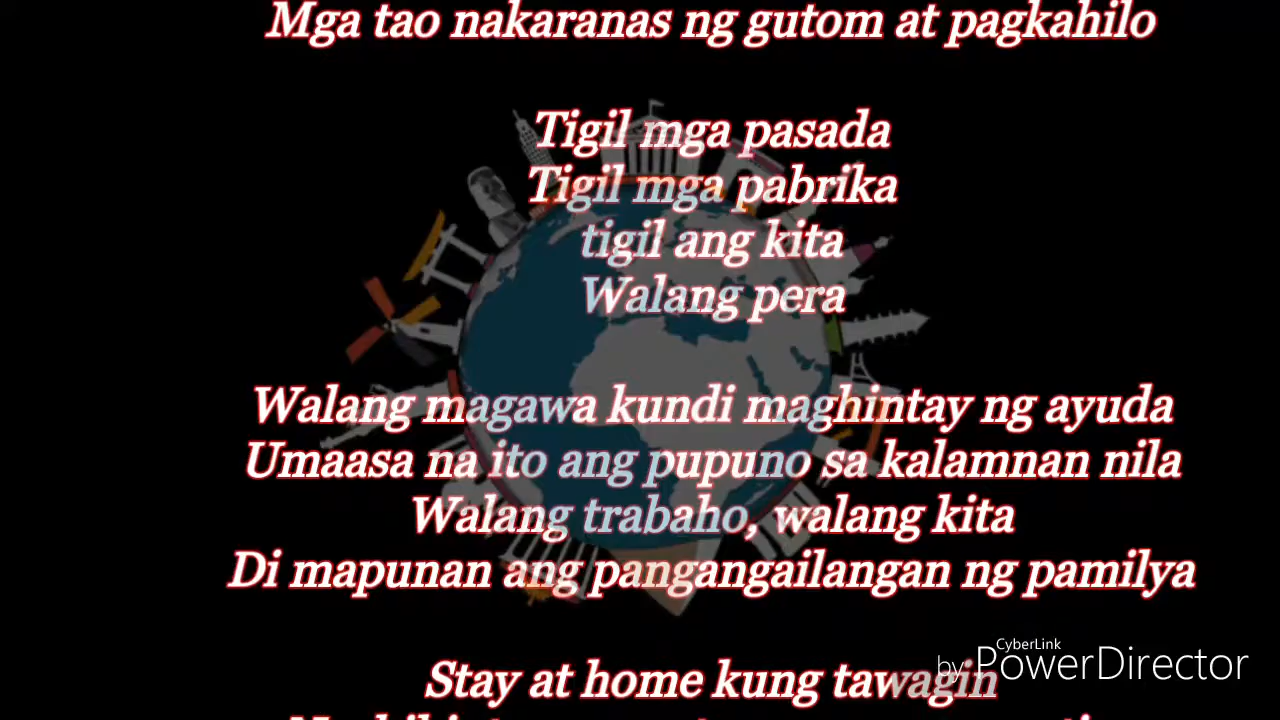 Mga tao nakaranas ng gutom at pagkahilo
Tigil mga pasada
Tigil mga pabrika
tigil ang kita
Walang pera
Walang magawa kundi maghintay ng ayuda
Umaasa na ito ang pupuno sa kalamnan nila
Walang trabaho, walang kita
Di mapunan ang pangangailangan ng pamilya
Stay at home kung tawagin
CyberLink
by PowerDirector